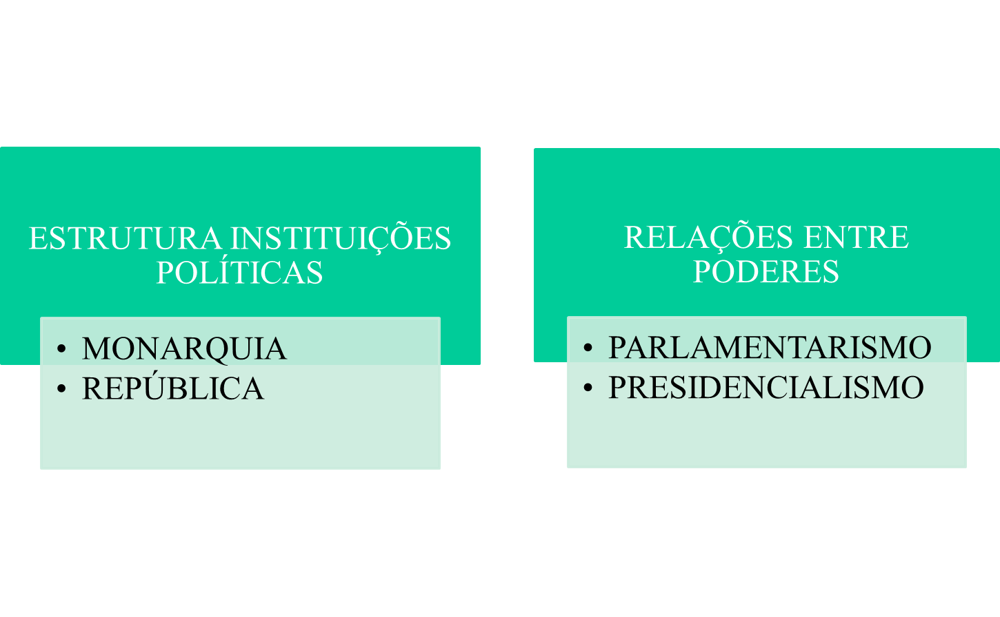 ESTRUTURA INSTITUIÇÕES
POLÍTICAS
• MONARQUIA
• REPÚBLICA
RELAÇÕES ENTRE
PODERES
• PARLAMENTARISMO
• PRESIDENCIALISMO